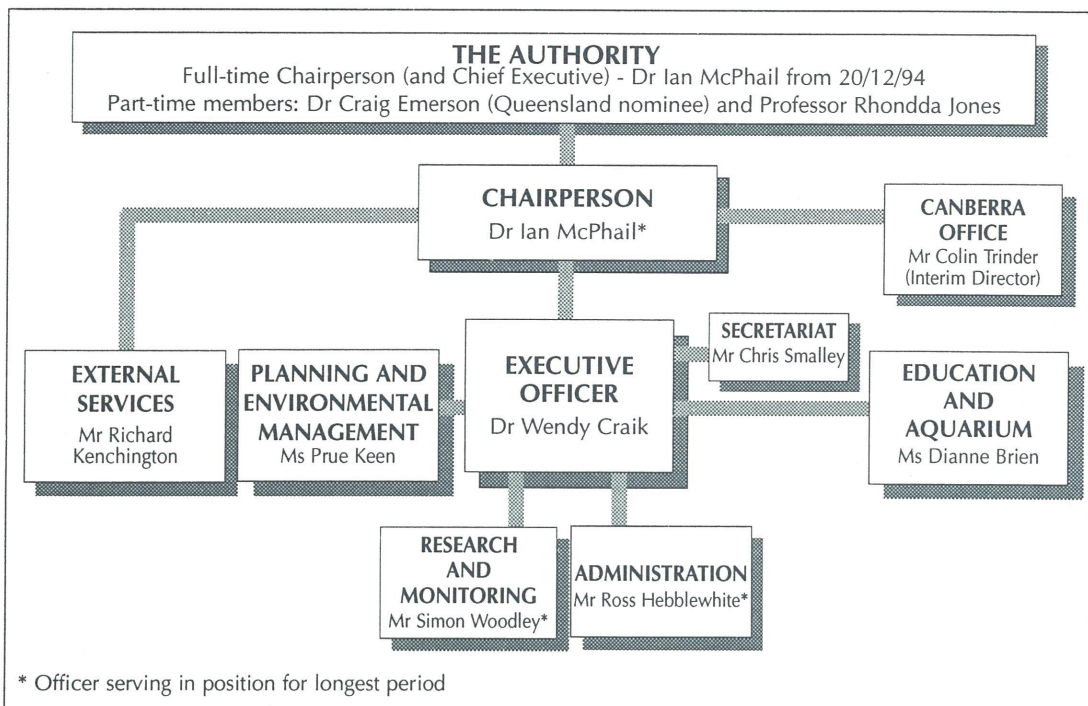 THE AUTHORITY
Full-time Chairperson (and Chief Executive) - Dr Ian McPhail from 20/12/94
Part-time members: Dr Craig Emerson (Queensland nominee) and Professor Rhondda Jones
CHAIRPERSON
Dr Ian McPhail*
CANBERRA
OFFICE
Mr Colin Trinder
(Interim Director)
EXTERNAL
SERVICES
Mr Richard
Kenchington
PLANNING AND
ENVIRONMENTAL
MANAGEMENT
Ms Prue Keen
EXECUTIVE
OFFICER
Dr Wendy Craik
SECRETARIAT
Mr Chris Smalley
EDUCATION
AND
AQUARIUM
Ms Dianne Brien
RESEARCH
AND
MONITORING
Mr Simon Woodley*
ADMINISTRATION
Mr Ross Hebblewhite*
* Officer serving in position for longest period